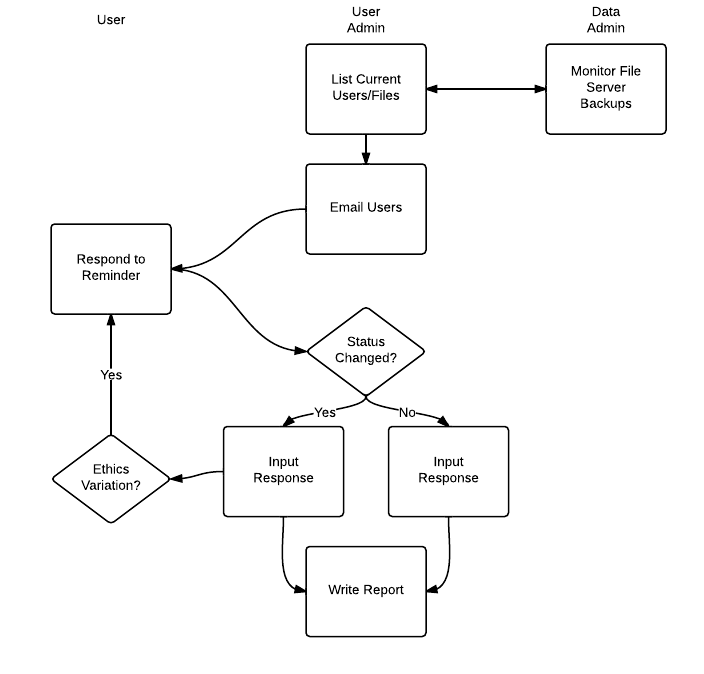 User
User
Admin
Data
Admin
List Current
Users/Files
Monitor File
Server
Backups
Email Users
Respond to
Reminder
Status
Changed?
Yes
Yes
No
Ethics
Variation?
Input
Response
Input
Response
Write Report